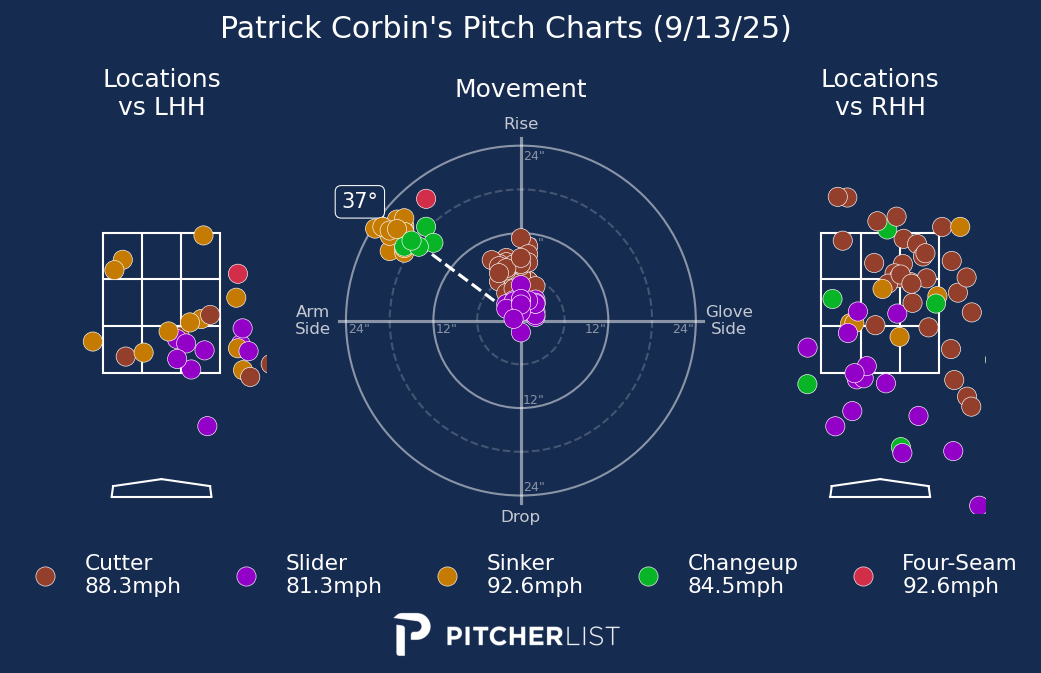 Patrick Corbin's Pitch Charts (9/13/25)
Locations
vs LHH
Movement
Locations
vs RHH
Rise
24"
37°
"
Arm
Side
24"
12"
12"
24"
Glove
Side
12"
24"
Drop
Cutter
88.3mph
Slider
81.3mph
Sinker
92.6mph
Changeup
84.5mph
Four-Seam
92.6mph
PITCHERLIST